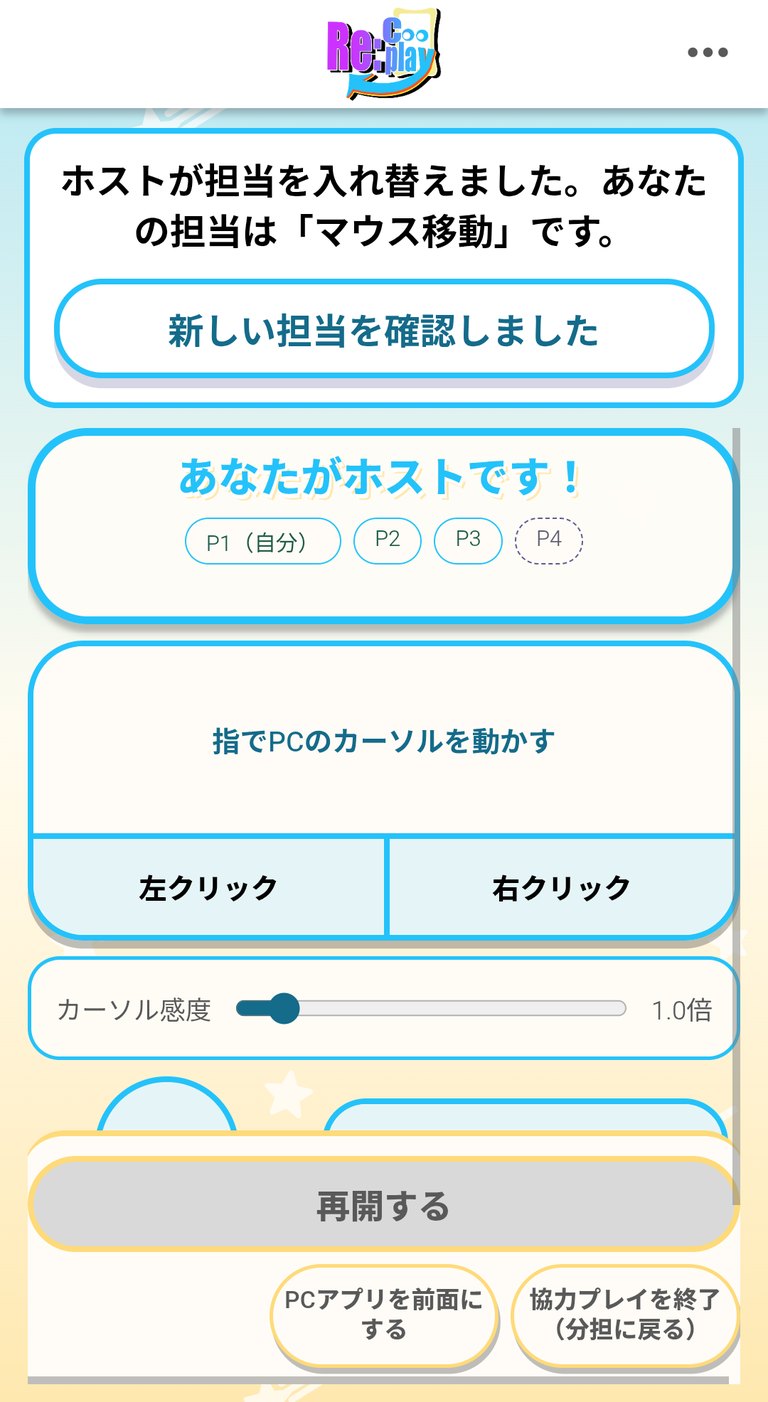 Re:Coo
play
ホストが担当を入れ替えました。あなた
の担当は「マウス移動」です。
新しい担当を確認しました
あなたがホストです！
P1（自分）
P2
P3
P4
指でPCのカーソルを動かす
左クリック
右クリック
カーソル感度
1.0倍
再開する
PCアプリを前面に
する
協力プレイを終了
（分担に戻る）